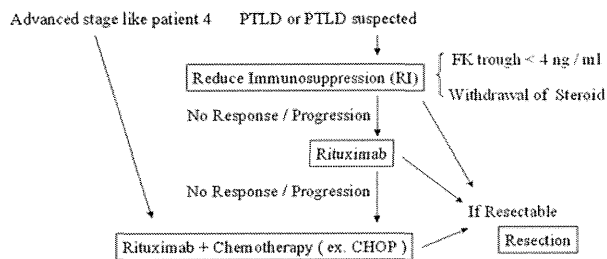 Advanced stage like patient 4
PTLD or PTLD suspected
Reduce Immunosuppression (RI)
FK trough < 4 ng / ml
Withdrawal of Steroid
No Response / Progression
Rituximab
No Response / Progression
If Resectable
Resection
Rituximab + Chemotherapy ( ex. CHOP )